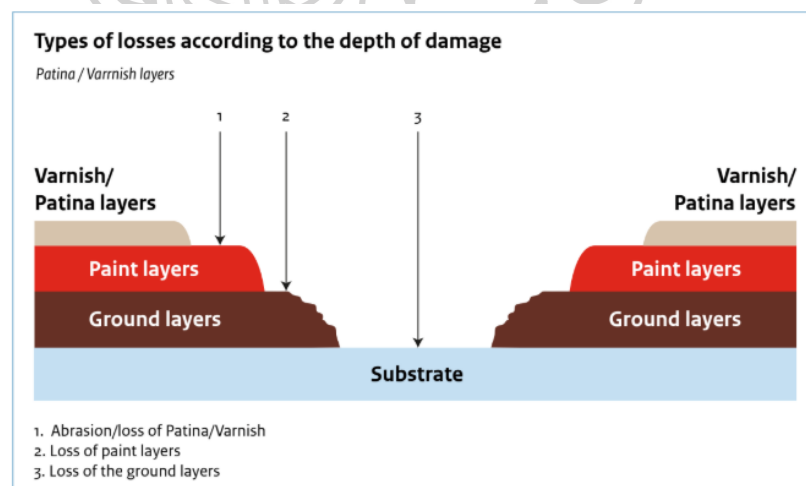 Types of losses according to the depth of damage
Patina / Varrnish layers
1 2 3
Varnish/ Varnish/
Patina layers Patina layers
Paint layers Paint layers
Ground layers Ground layers
Substrate
1. Abrasion/loss of Patina/Varnish
2. Loss of paint layers
3. Loss of the ground layers